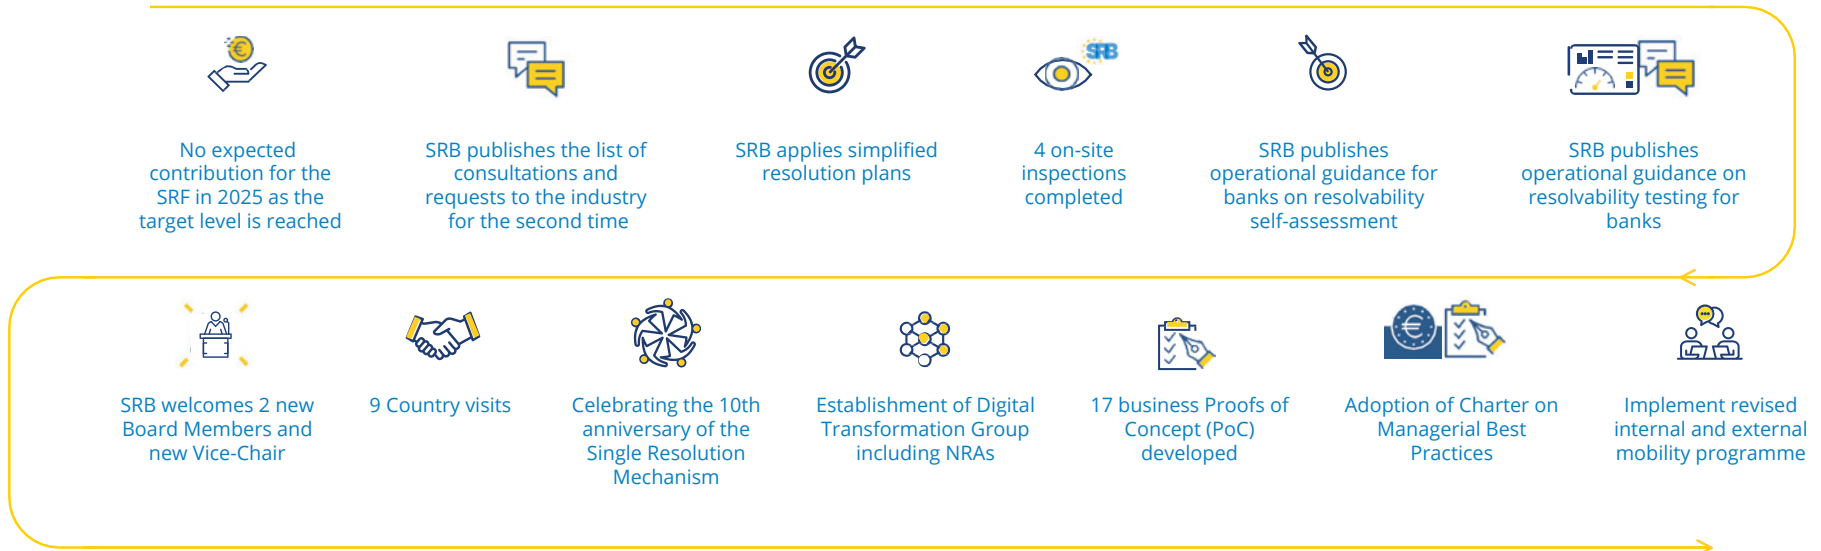 SRB
No expected
contribution for the
SRF in 2025 as the
target level is reached
SRB publishes the list of
consultations and
requests to the industry
for the second time
SRB applies simplified
resolution plans
4 on-site
inspections
completed
SRB publishes
operational guidance for
banks on resolvability
self-assessment
SRB publishes
operational guidance on
resolvability testing for
banks
SRB welcomes 2 new
Board Members and
new Vice-Chair
9 Country visits
Celebrating the 10th
anniversary of the
Single Resolution
Mechanism
Establishment of Digital
Transformation Group
including NRAs
17 business Proofs of
Concept (PoC)
developed
Adoption of Charter on
Managerial Best
Practices
Implement revised
internal and external
mobility programme